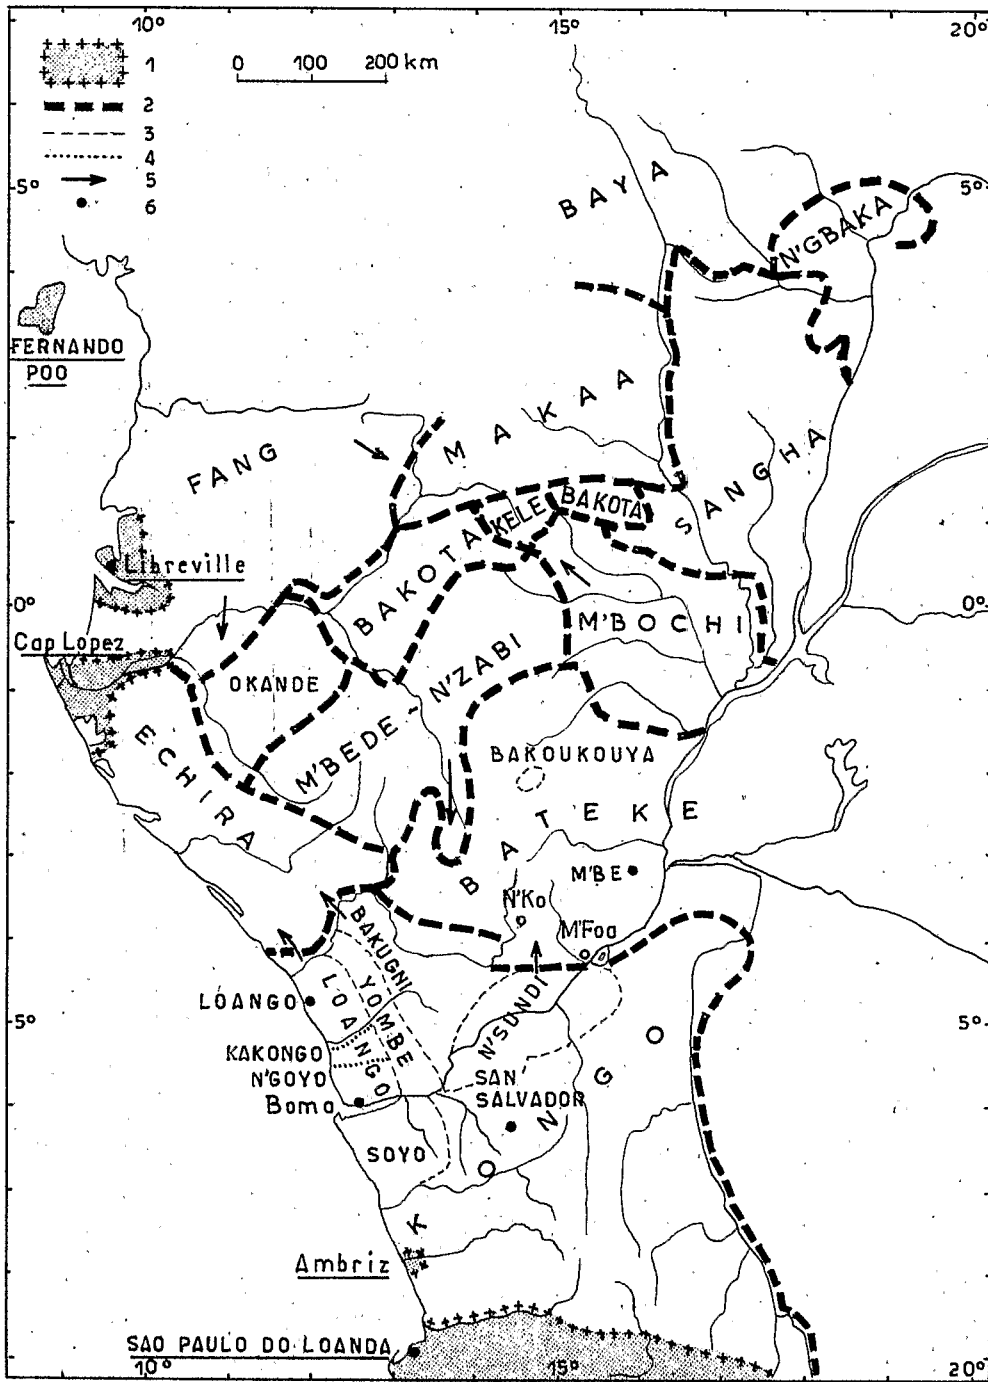 10° 15° 20°
1
0 100 200 km
2
3
4
5
6
5° 5°
BAYA
N'GBAKA
FERNANDO
POO
MAKAA
FANG
SANGHA
BAKOTA
KELE
BAKOTA
Libreville
0° 0°
M'BOCHI
Cap Lopez
OKANDE
M'BEDE - N'ZABI
ECHIRA
BAKOUKOUYA
BATEKE
M'BE
N'Ko
M'Foa
BAKUGNI
YOMBE
LOANGO
LOANGO
N'SUNDI
5° 5°
KAKONGO
N'GOYO
Boma
SAN
SALVADOR
KONGO
SOYO
Ambriz
SAO PAULO DO LOANDA
10° 15° 20°